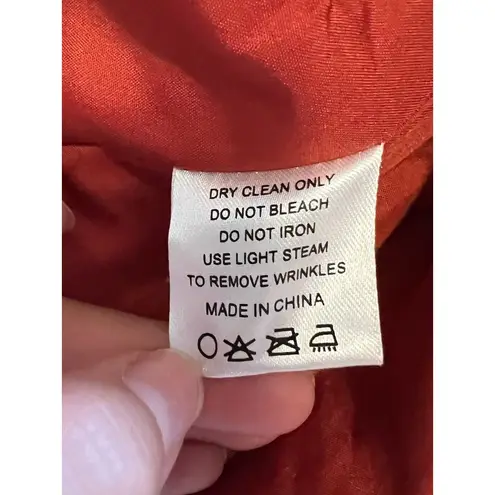 DRY CLEAN ONLY
DO NOT BLEACH
DO NOT IRON
USE LIGHT STEAM
TO REMOVE WRINKLES
MADE IN CHINA